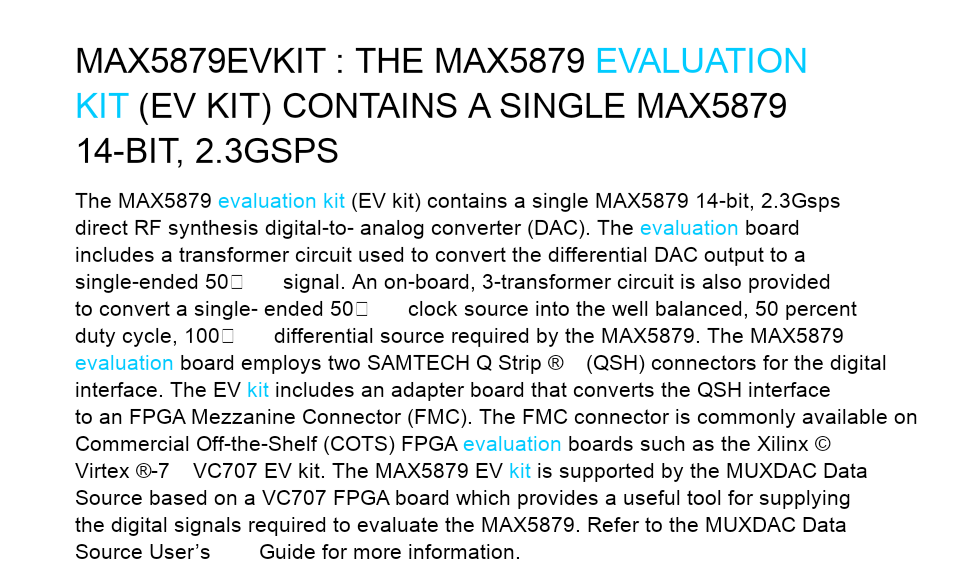 MAX5879EVKIT : THE MAX5879 EVALUATION
KIT (EV KIT) CONTAINS A SINGLE MAX5879
14-BIT, 2.3GSPS
The MAX5879 evaluation kit (EV kit) contains a single MAX5879 14-bit, 2.3Gsps
direct RF synthesis digital-to- analog converter (DAC). The evaluation board
includes a transformer circuit used to convert the differential DAC output to a
single-ended 50□ signal. An on-board, 3-transformer circuit is also provided
to convert a single- ended 50□ clock source into the well balanced, 50 percent
duty cycle, 100□ differential source required by the MAX5879. The MAX5879
evaluation board employs two SAMTECH Q Strip ® (QSH) connectors for the digital
interface. The EV kit includes an adapter board that converts the QSH interface
to an FPGA Mezzanine Connector (FMC). The FMC connector is commonly available on
Commercial Off-the-Shelf (COTS) FPGA evaluation boards such as the Xilinx ©
Virtex ®-7 VC707 EV kit. The MAX5879 EV kit is supported by the MUXDAC Data
Source based on a VC707 FPGA board which provides a useful tool for supplying
the digital signals required to evaluate the MAX5879. Refer to the MUXDAC Data
Source User’s Guide for more information.